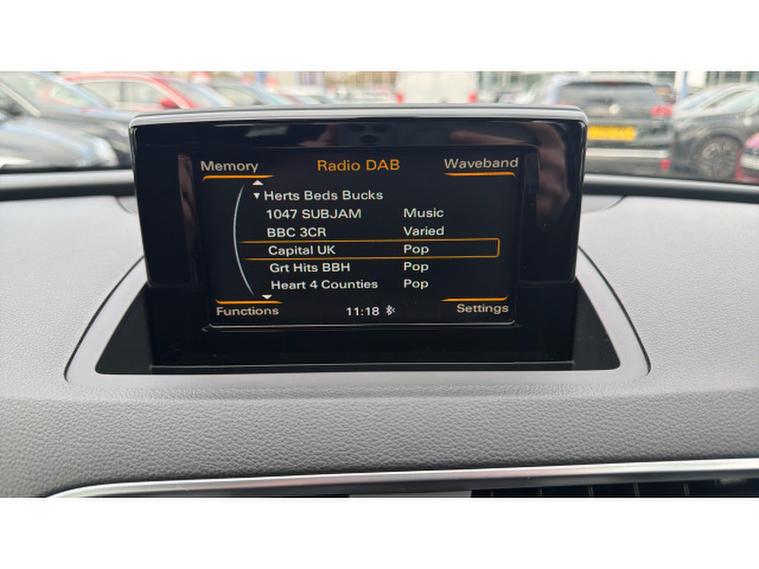 Memory Radio DAB Waveband
Herts Beds Bucks
1047 SUBJAM Music
BBC 3CR Varied
Capital UK Pop
Grt Hits BBH Pop
Heart 4 Counties Pop
Functions 11:18 Settings